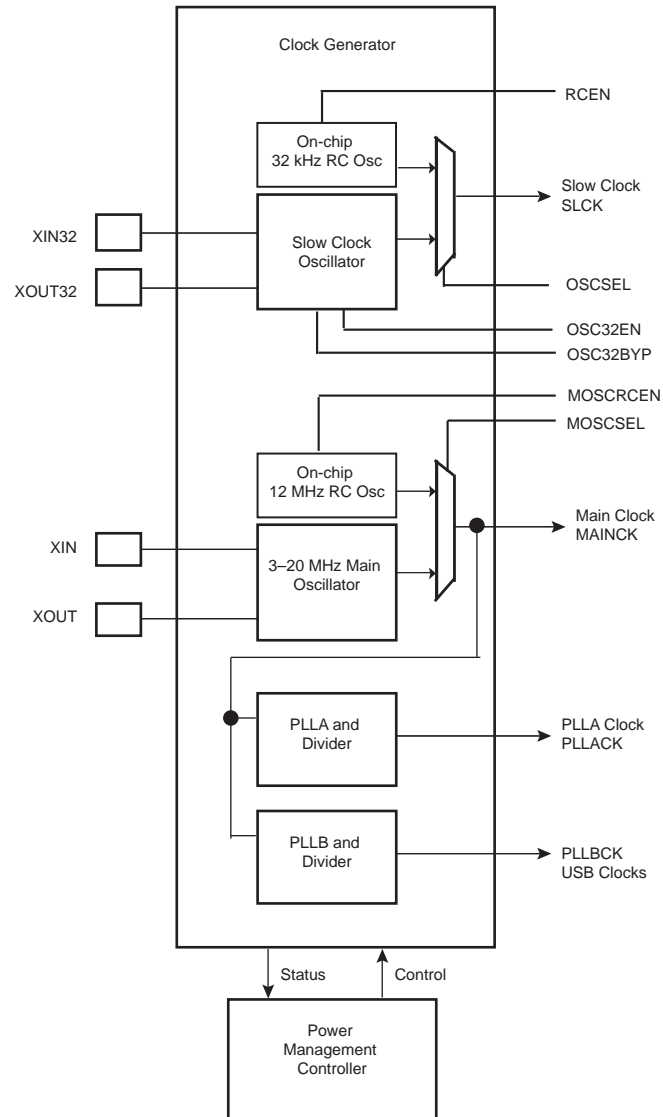 Clock Generator
RCEN
On-chip
32 kHz RC Osc
Slow Clock
SLCK
XIN32
Slow Clock
Oscillator
XOUT32
OSCSEL
OSC32EN
OSC32BYP
MOSCRCEN
MOSCSEL
On-chip
12 MHz RC Osc
Main Clock
MAINCK
XIN
3–20 MHz Main
Oscillator
XOUT
PLLA and
Divider
PLLA Clock
PLLACK
PLLB and
Divider
PLLBCK
USB Clocks
Status
Control
Power
Management
Controller